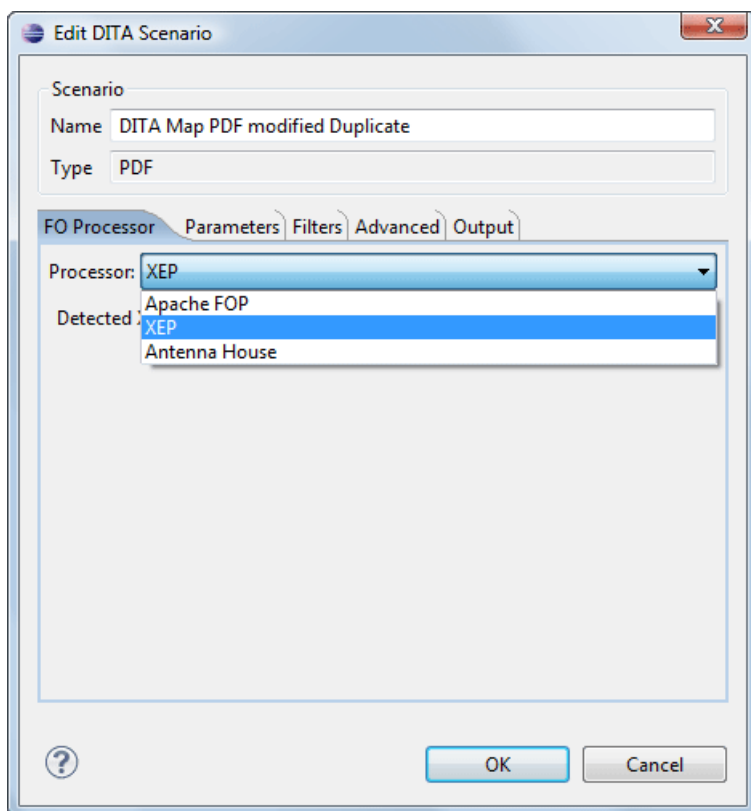 Edit DITA Scenario
Scenario
Name DITA Map PDF modified Duplicate
Type PDF
FO Processor Parameters Filters Advanced Output
Processor: XEP
Apache FOP
Detected
XEP
Antenna House
OK Cancel